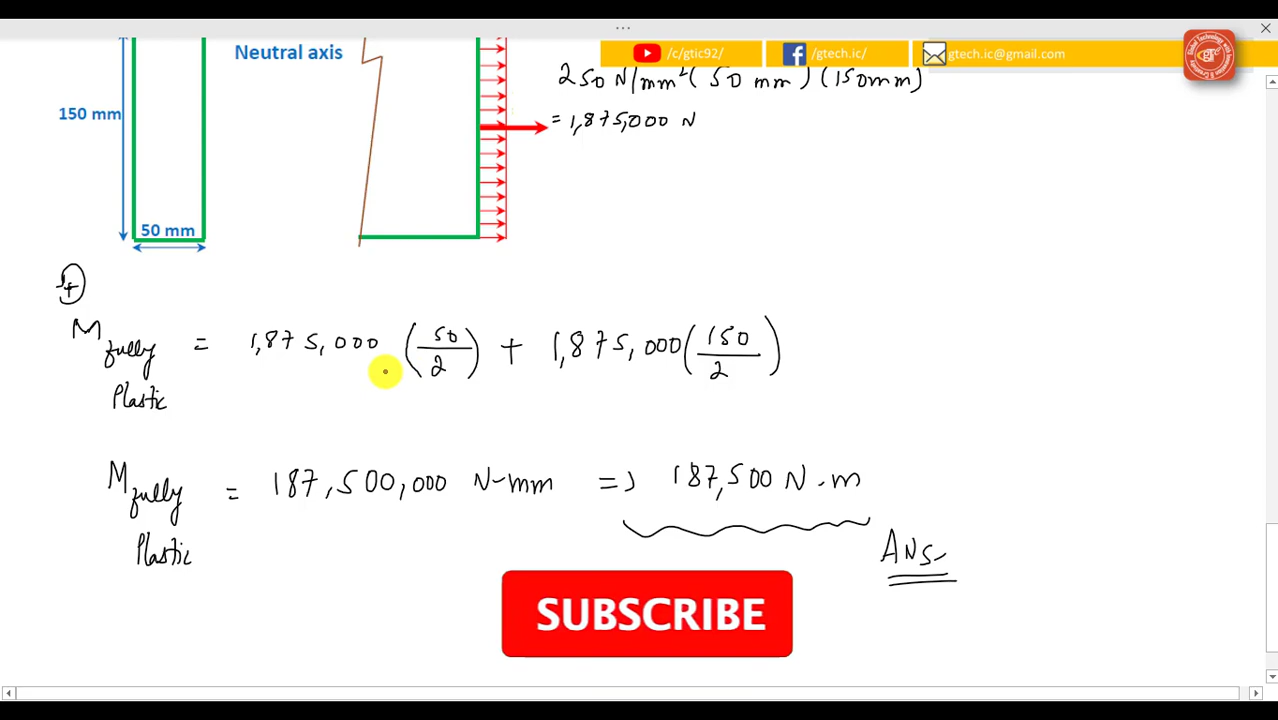 /c/gtic92/ /gtech.ic/ gtech.ic@gmail.com
Neutral axis
250 N/mm² ( 50 mm ) (150mm)
150 mm
= 1,875,000 N
50 mm
M fully Plastic = 1,875,000 (50/2) + 1,875,000 (150/2)
M fully Plastic = 187,500,000 N-mm => 187,500 N.m
Ans
SUBSCRIBE